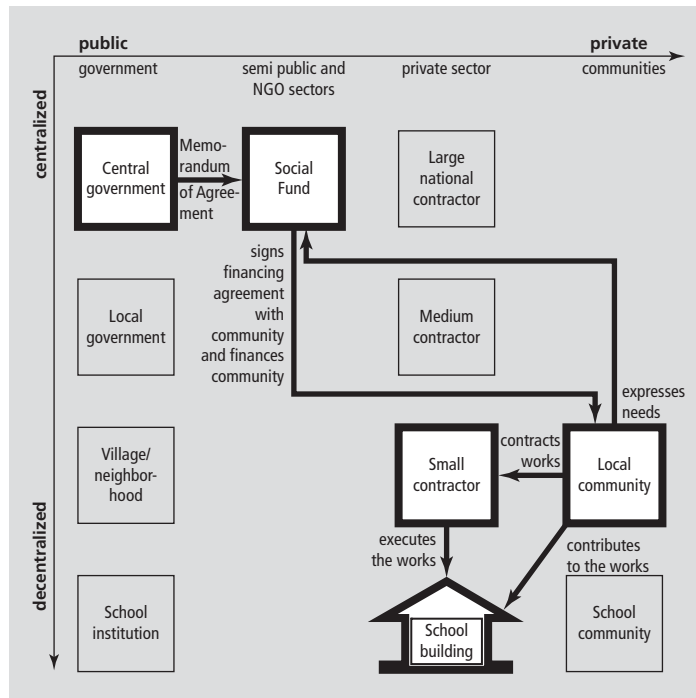 public
private
government
semi public and
NGO sectors
private sector
communities
centralized
decentralized
Central
government
Memo-
randum
of Agree-
ment
Social
Fund
Large
national
contractor
signs
financing
agreement
with
community
and finances
community
Local
government
Medium
contractor
expresses
needs
Village/
neighbor-
hood
Small
contractor
contracts
works
Local
community
executes
the works
contributes
to the works
School
institution
School
building
School
community